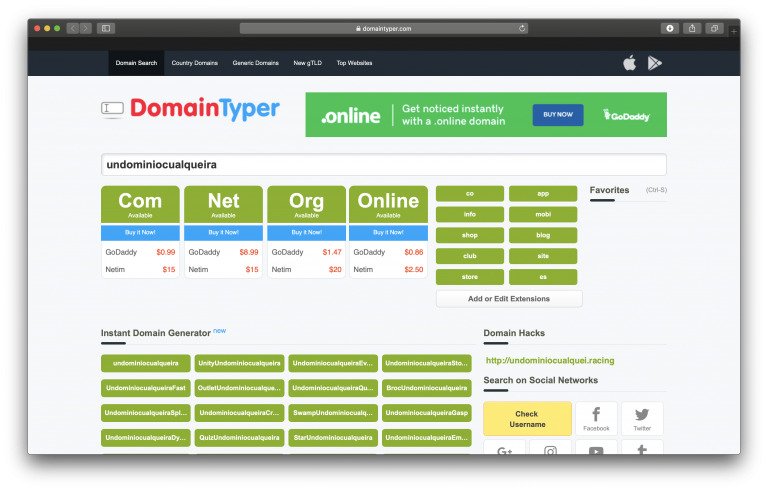 domaintyper.com
Domain Search
Country Domains
Generic Domains
New gTLD
Top Websites
DomainTyper
.online
Get noticed instantly
with a .online domain
BUY NOW
GoDaddy
undominiocualqueira
Com
Available
Buy it Now!
GoDaddy $0.99
Netim $15
Net
Available
Buy it Now!
GoDaddy $8.99
Netim $15
Org
Available
Buy it Now!
GoDaddy $1.47
Netim $20
Online
Available
Buy it Now!
GoDaddy $0.86
Netim $2.50
co
app
info
mobi
shop
blog
club
site
store
es
Add or Edit Extensions
Favorites (Ctrl-S)
Instant Domain Generator new
undominiocualqueira
UnityUndominiocualqueira
UndominiocualqueiraEv...
UndominiocualqueiraSto...
UndominiocualqueiraFast
OutletUndominiocualque...
UndominiocualqueiraQu...
BrocUndominiocualqueira
UndominiocualqueiraSpl...
UndominiocualqueiraCr...
SwampUndominiocualq...
UndominiocualqueiraGasp
UndominiocualqueiraDy...
QuizUndominiocualqueira
StarUndominiocualqueira
UndominiocualqueiraEm...
Domain Hacks
http://undominiocualquei.racing
Search on Social Networks
Check
Username
Facebook
Twitter